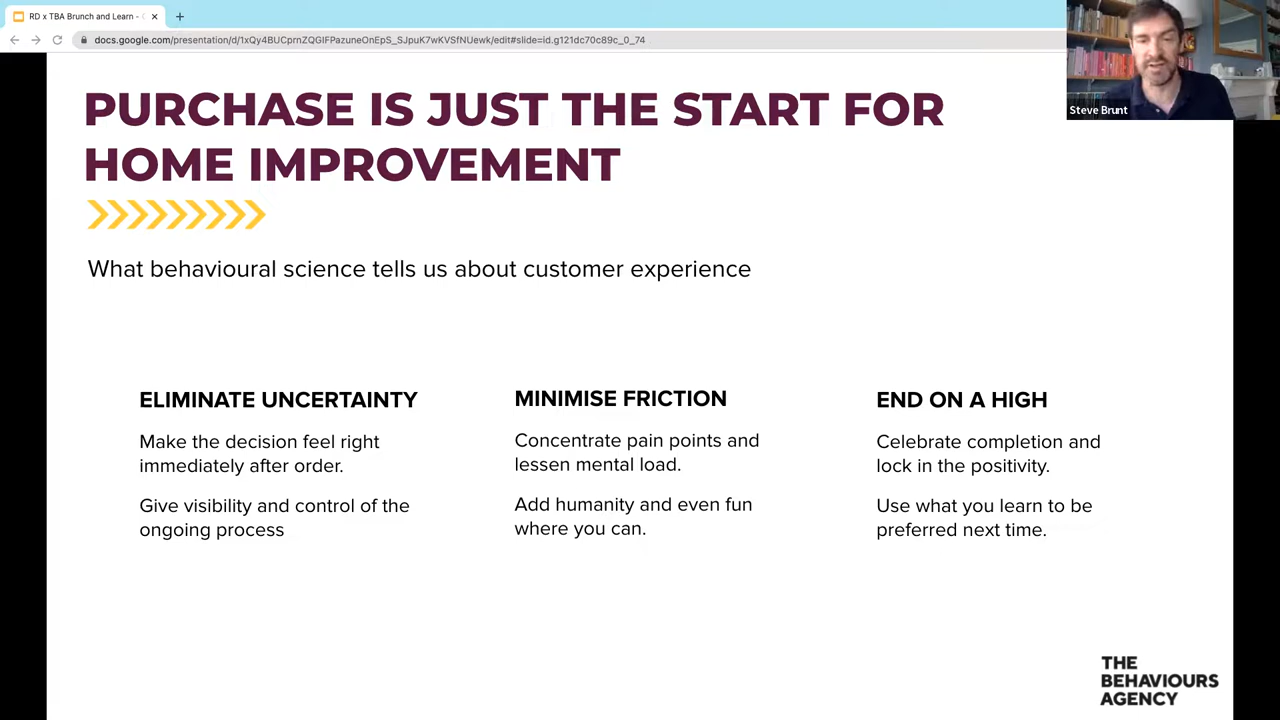 RD x TBA Brunch and Learn -
docs.google.com/presentation/d/1xQy4BUCprnZQGIFPazuneOnEpS_SJpuK7wKVSfNUewk/edit#slide=id.g121dc70c89c_0_74
Steve Brunt
PURCHASE IS JUST THE START FOR
HOME IMPROVEMENT
What behavioural science tells us about customer experience
ELIMINATE UNCERTAINTY
Make the decision feel right
immediately after order.
Give visibility and control of the
ongoing process
MINIMISE FRICTION
Concentrate pain points and
lessen mental load.
Add humanity and even fun
where you can.
END ON A HIGH
Celebrate completion and
lock in the positivity.
Use what you learn to be
preferred next time.
THE
BEHAVIOURS
AGENCY